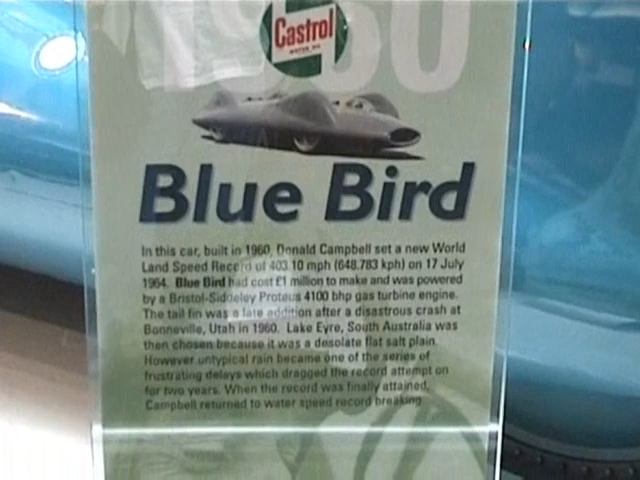 1960
Castrol
MOTOR OIL
Blue Bird
In this car, built in 1960, Donald Campbell set a new World
Land Speed Record of 403.10 mph (648.783 kph) on 17 July
1964. Blue Bird had cost £1 million to make and was powered
by a Bristol-Siddeley Proteus 4100 bhp gas turbine engine.
The tail fin was a late addition after a disastrous crash at
Bonneville, Utah in 1960. Lake Eyre, South Australia was
then chosen because it was a desolate flat salt plain.
However untypical rain became one of the series of
frustrating delays which dragged the record attempt on
for two years. When the record was finally attained,
Campbell returned to water speed record breaking.